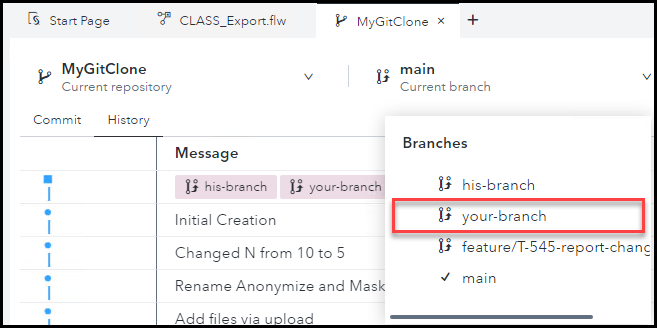 Start Page
CLASS_Export.flw
MyGitClone
MyGitClone
Current repository
main
Current branch
Commit
History
Message
his-branch
your-branch
Initial Creation
Changed N from 10 to 5
Rename Anonymize and Mask
Add files via upload
Branches
his-branch
your-branch
feature/T-545-report-chang
main